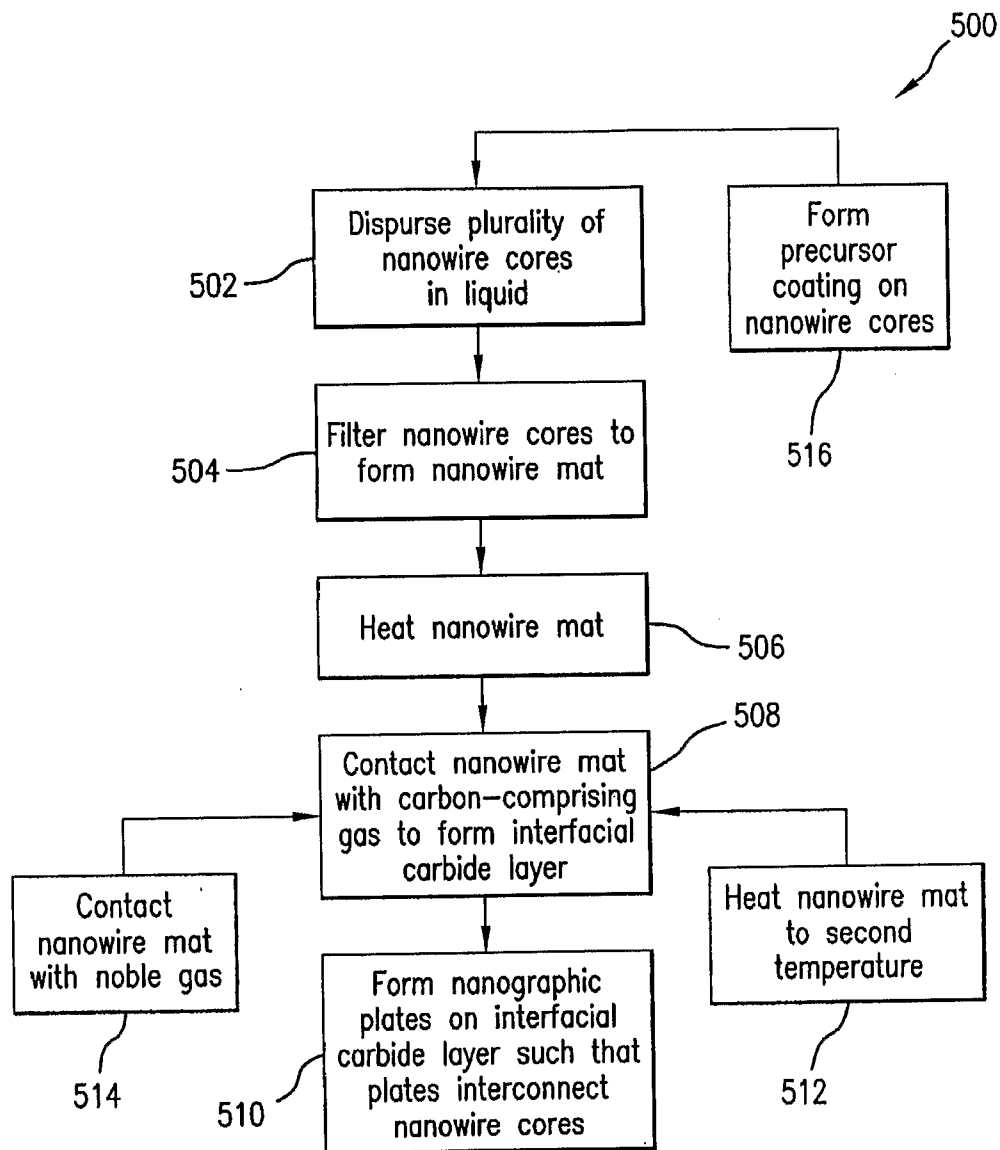 500
Dispurse plurality of
nanowire cores
in liquid
502
Form
precursor
coating on
nanowire cores
516
Filter nanowire cores to
form nanowire mat
504
Heat nanowire mat
506
508
Contact nanowire mat
with carbon-comprising
gas to form interfacial
carbide layer
Contact
nanowire mat
with noble gas
514
Heat nanowire mat
to second
temperature
512
Form nanographic
plates on interfacial
carbide layer such that
plates interconnect
nanowire cores
510